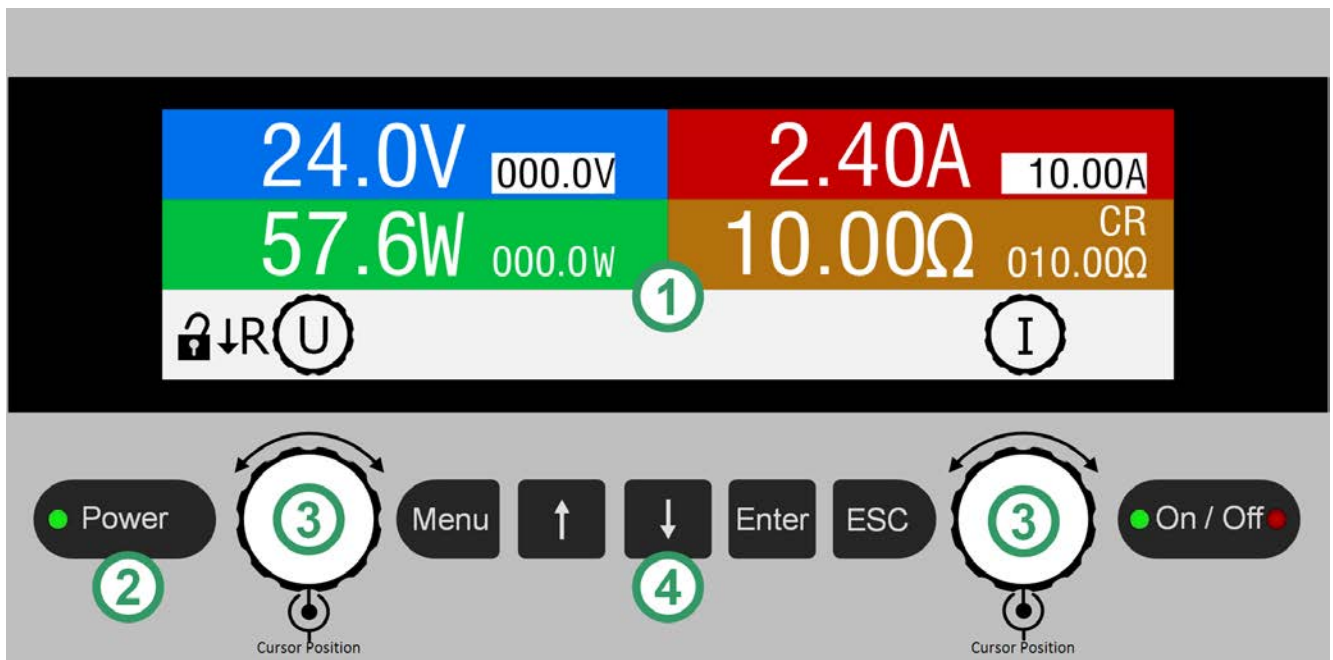 24.0V 000.0V 2.40A 10.00A
CR
57.6W 000.0W 10.00Ω 010.00Ω
1
↓R U I
Power 3 Menu ↑ ↓ Enter ESC 3 On / Off
2 4
Cursor Position Cursor Position